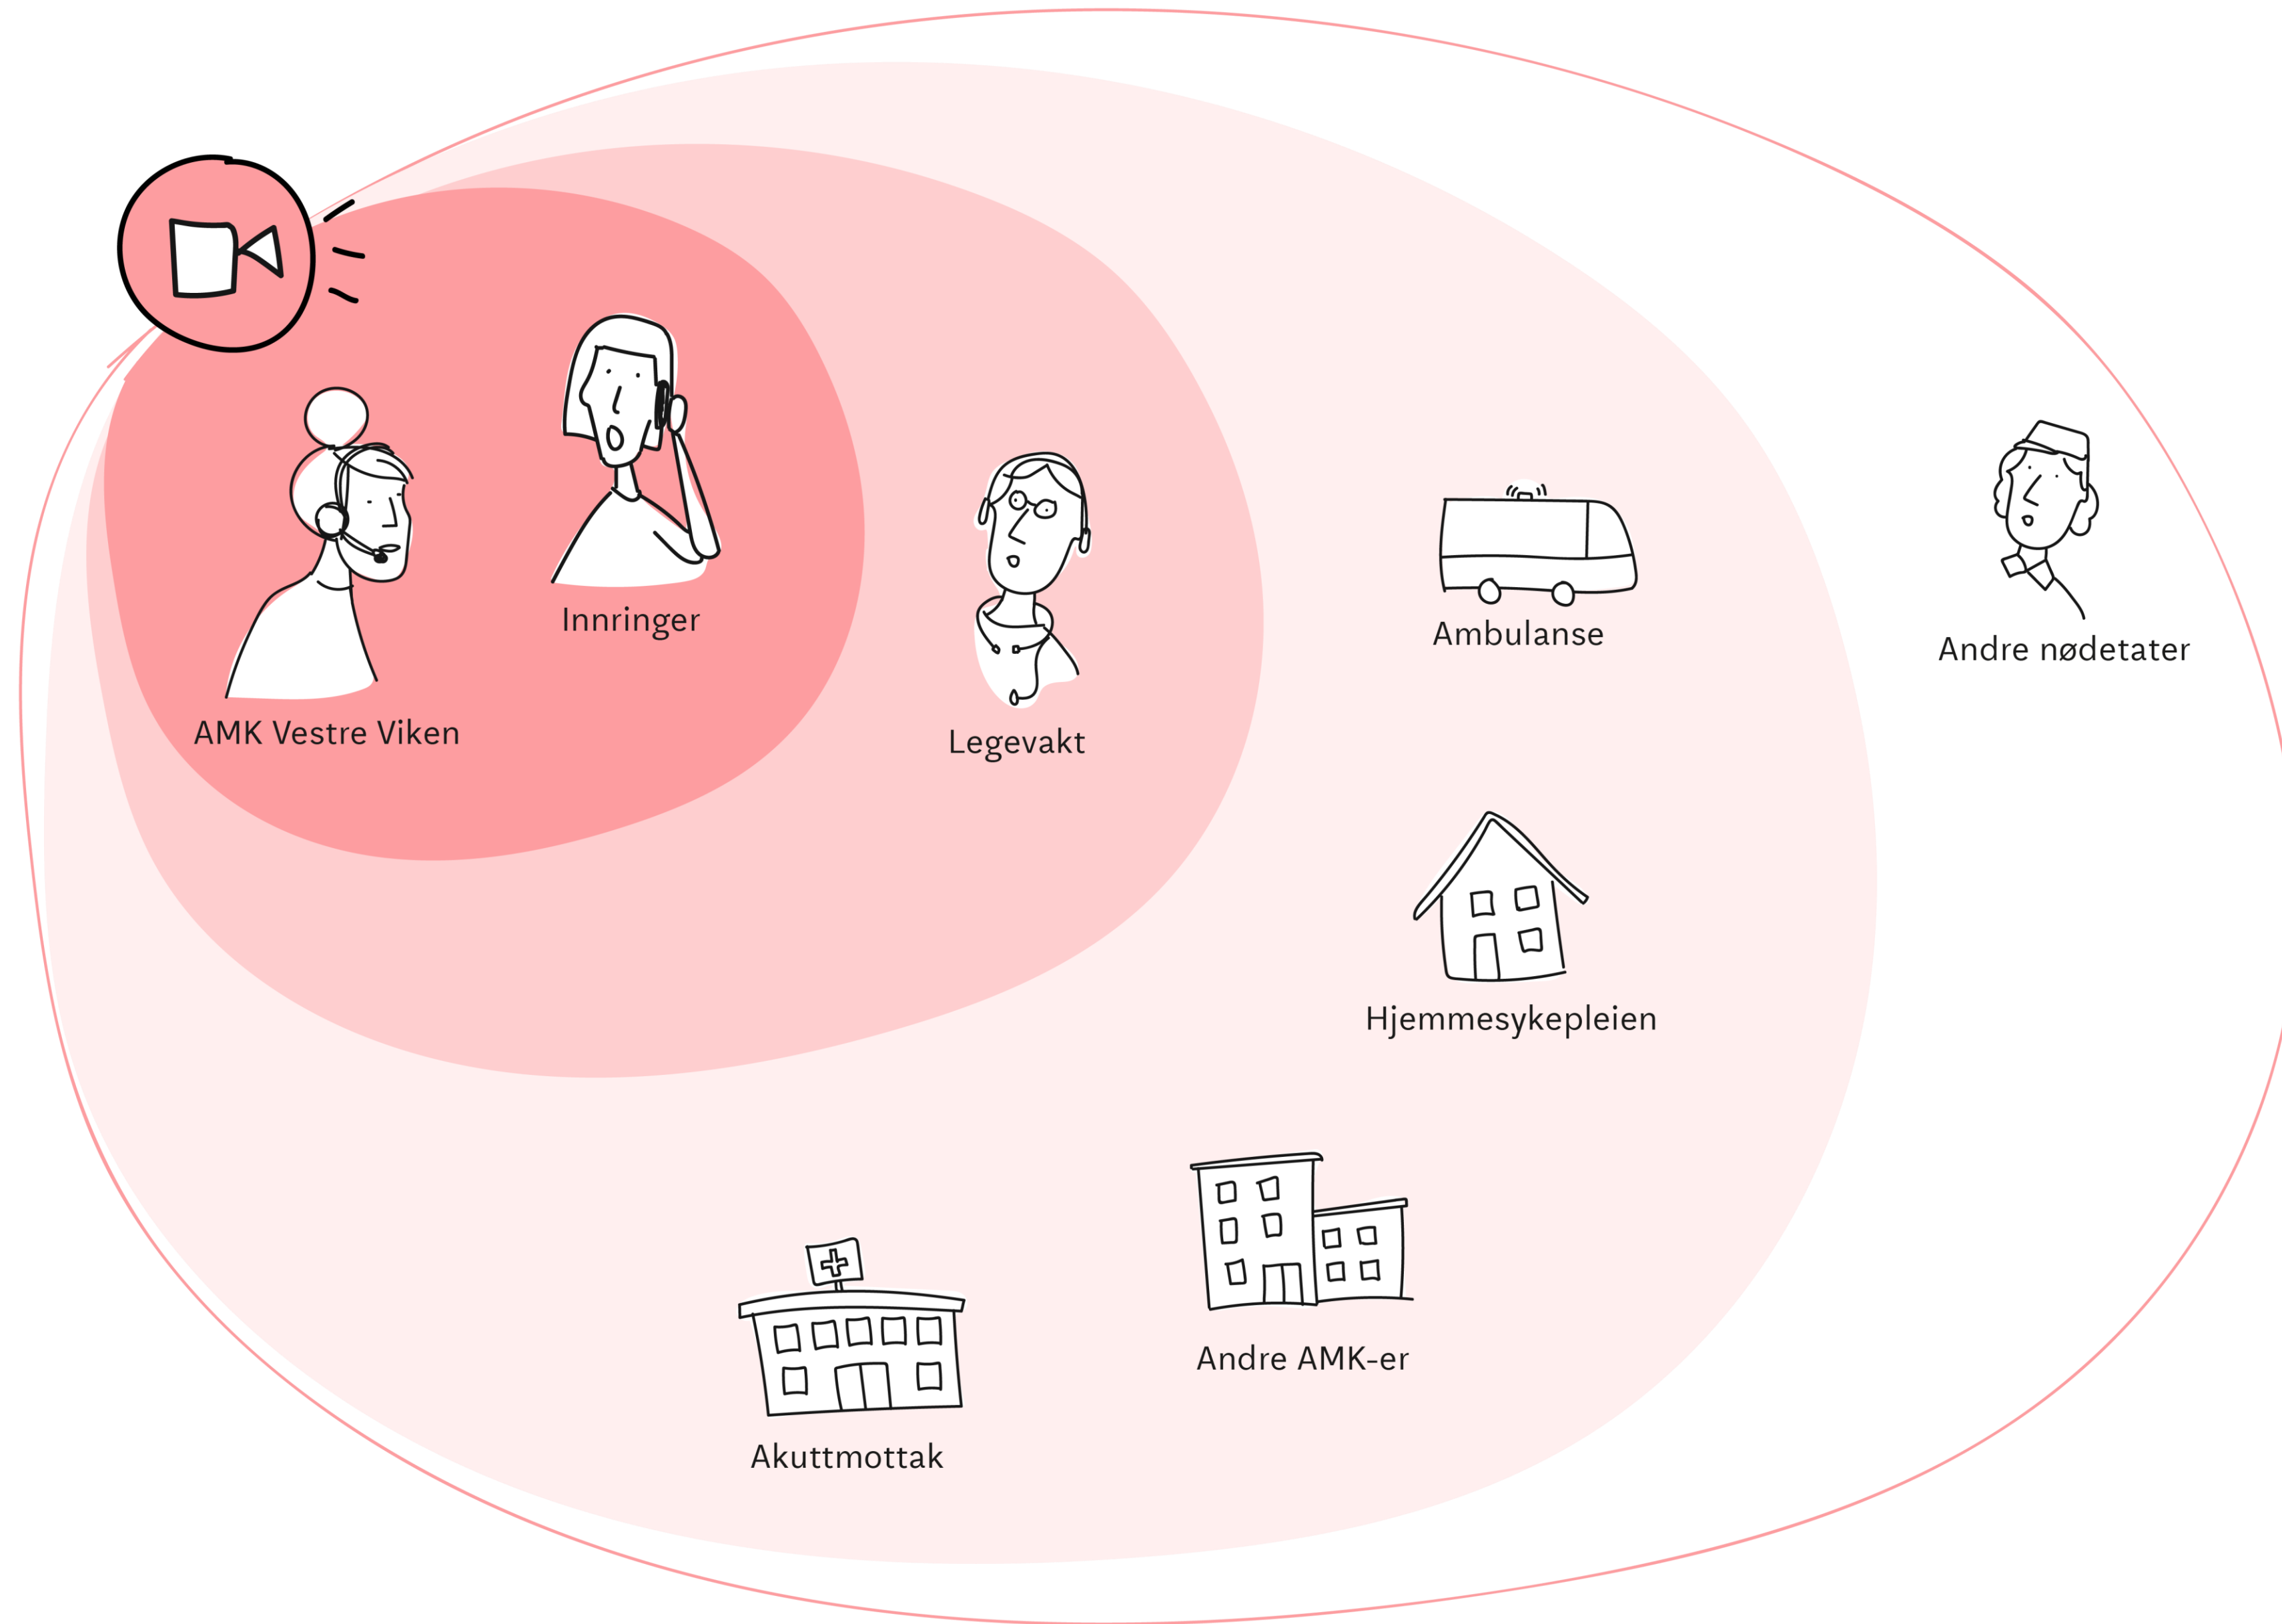 Innringer
AMK Vestre Viken
Legevakt
Ambulanse
Andre nødetater
Hjemmesykepleien
Andre AMK-er
Akuttmottak